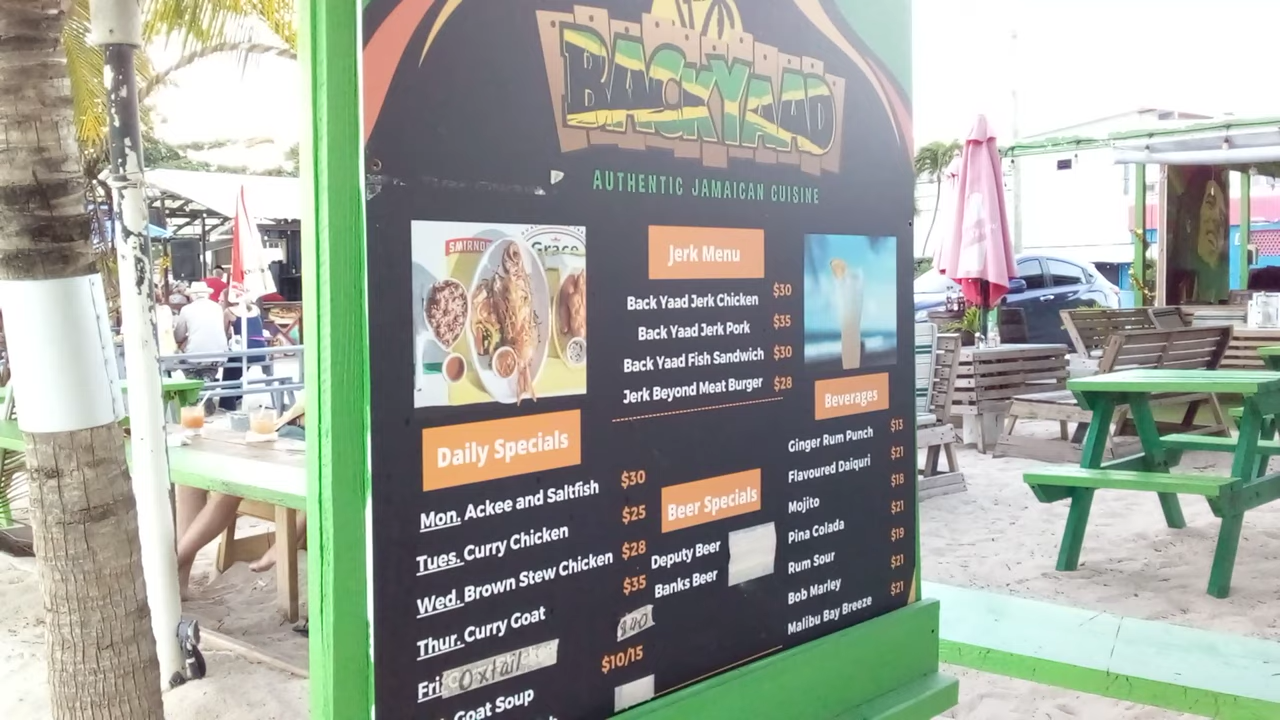 BACKYAAD
AUTHENTIC JAMAICAN CUISINE
SMIRNO
Grace
Jerk Menu
Back Yaad Jerk Chicken $30
Back Yaad Jerk Pork $35
Back Yaad Fish Sandwich $30
Jerk Beyond Meat Burger $28
Daily Specials
Mon. Ackee and Saltfish $30
Tues. Curry Chicken $25
Wed. Brown Stew Chicken $28
Thur. Curry Goat $35
Fri. Oxtail $40
Goat Soup $10/15
Beer Specials
Deputy Beer
Banks Beer
Beverages
Ginger Rum Punch $13
Flavoured Daiquri $21
Mojito $18
Pina Colada $21
Rum Sour $19
Bob Marley $21
Malibu Bay Breeze $21